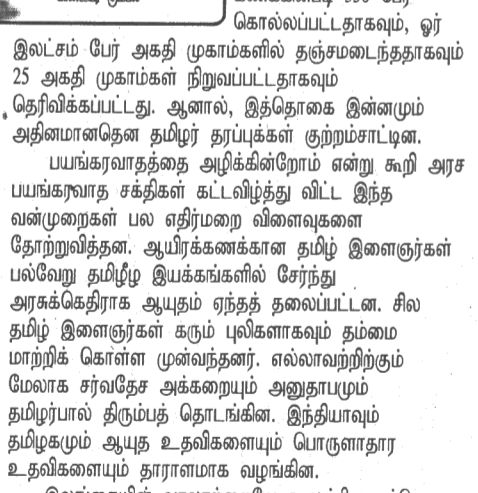 கொல்லப்பட்டதாகவும், ஓர்
இலட்சம் பேர் அகதி முகாம்களில் தஞ்சமடைந்ததாகவும்
25 அகதி முகாம்கள் நிறுவப்பட்டதாகவும்
தெரிவிக்கப்பட்டது. ஆனால், இத்தொகை இன்னமும்
அதினமானதென தமிழர் தரப்புக்கள் குற்றம்சாட்டின.
பயங்கரவாதத்தை அழிக்கின்றோம் என்று கூறி அரச
பயங்கரவாத சக்திகள் கட்டவிழ்த்து விட்ட இந்த
வன்முறைகள் பல எதிர்மறை விளைவுகளை
தோற்றுவித்தன. ஆயிரக்கணக்கான தமிழ் இளைஞர்கள்
பல்வேறு தமிழீழ் இயக்கங்களில் சேர்ந்து
அரசுக்கெதிராக ஆயுதம் ஏந்தத் தலைப்பட்டன. சில
தமிழ் இளைஞர்கள் கரும் புலிகளாகவும் தம்மை
மாற்றிக் கொள்ள முன்வந்தனர். எல்லாவற்றிற்கும்
மேலாக சர்வதேச அக்கறையும் அனுதாபமும்
தமிழர்பால் திரும்பத் தொடங்கின. இந்தியாவும்
தமிழகமும் ஆயுத உதவிகளையும் பொருளாதார
உதவிகளையும் தாராளமாக வழங்கின.